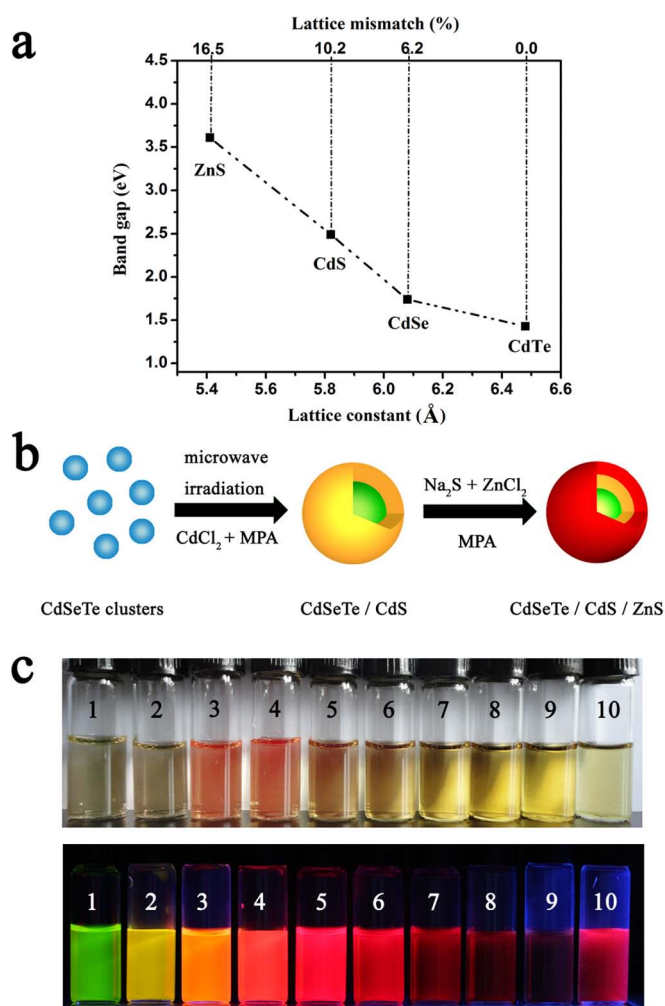 a
Lattice mismatch (%)
16.5 10.2 6.2 0.0
4.5
4.0
3.5
3.0
2.5
2.0
1.5
1.0
Band gap (eV)
ZnS
CdS
CdSe
CdTe
5.4 5.6 5.8 6.0 6.2 6.4 6.6
Lattice constant (Å)
b
microwave
irradiation
CdCl₂ + MPA
Na₂S + ZnCl₂
MPA
CdSeTe clusters
CdSeTe / CdS
CdSeTe / CdS / ZnS
c
1 2 3 4 5 6 7 8 9 10
1 2 3 4 5 6 7 8 9 10